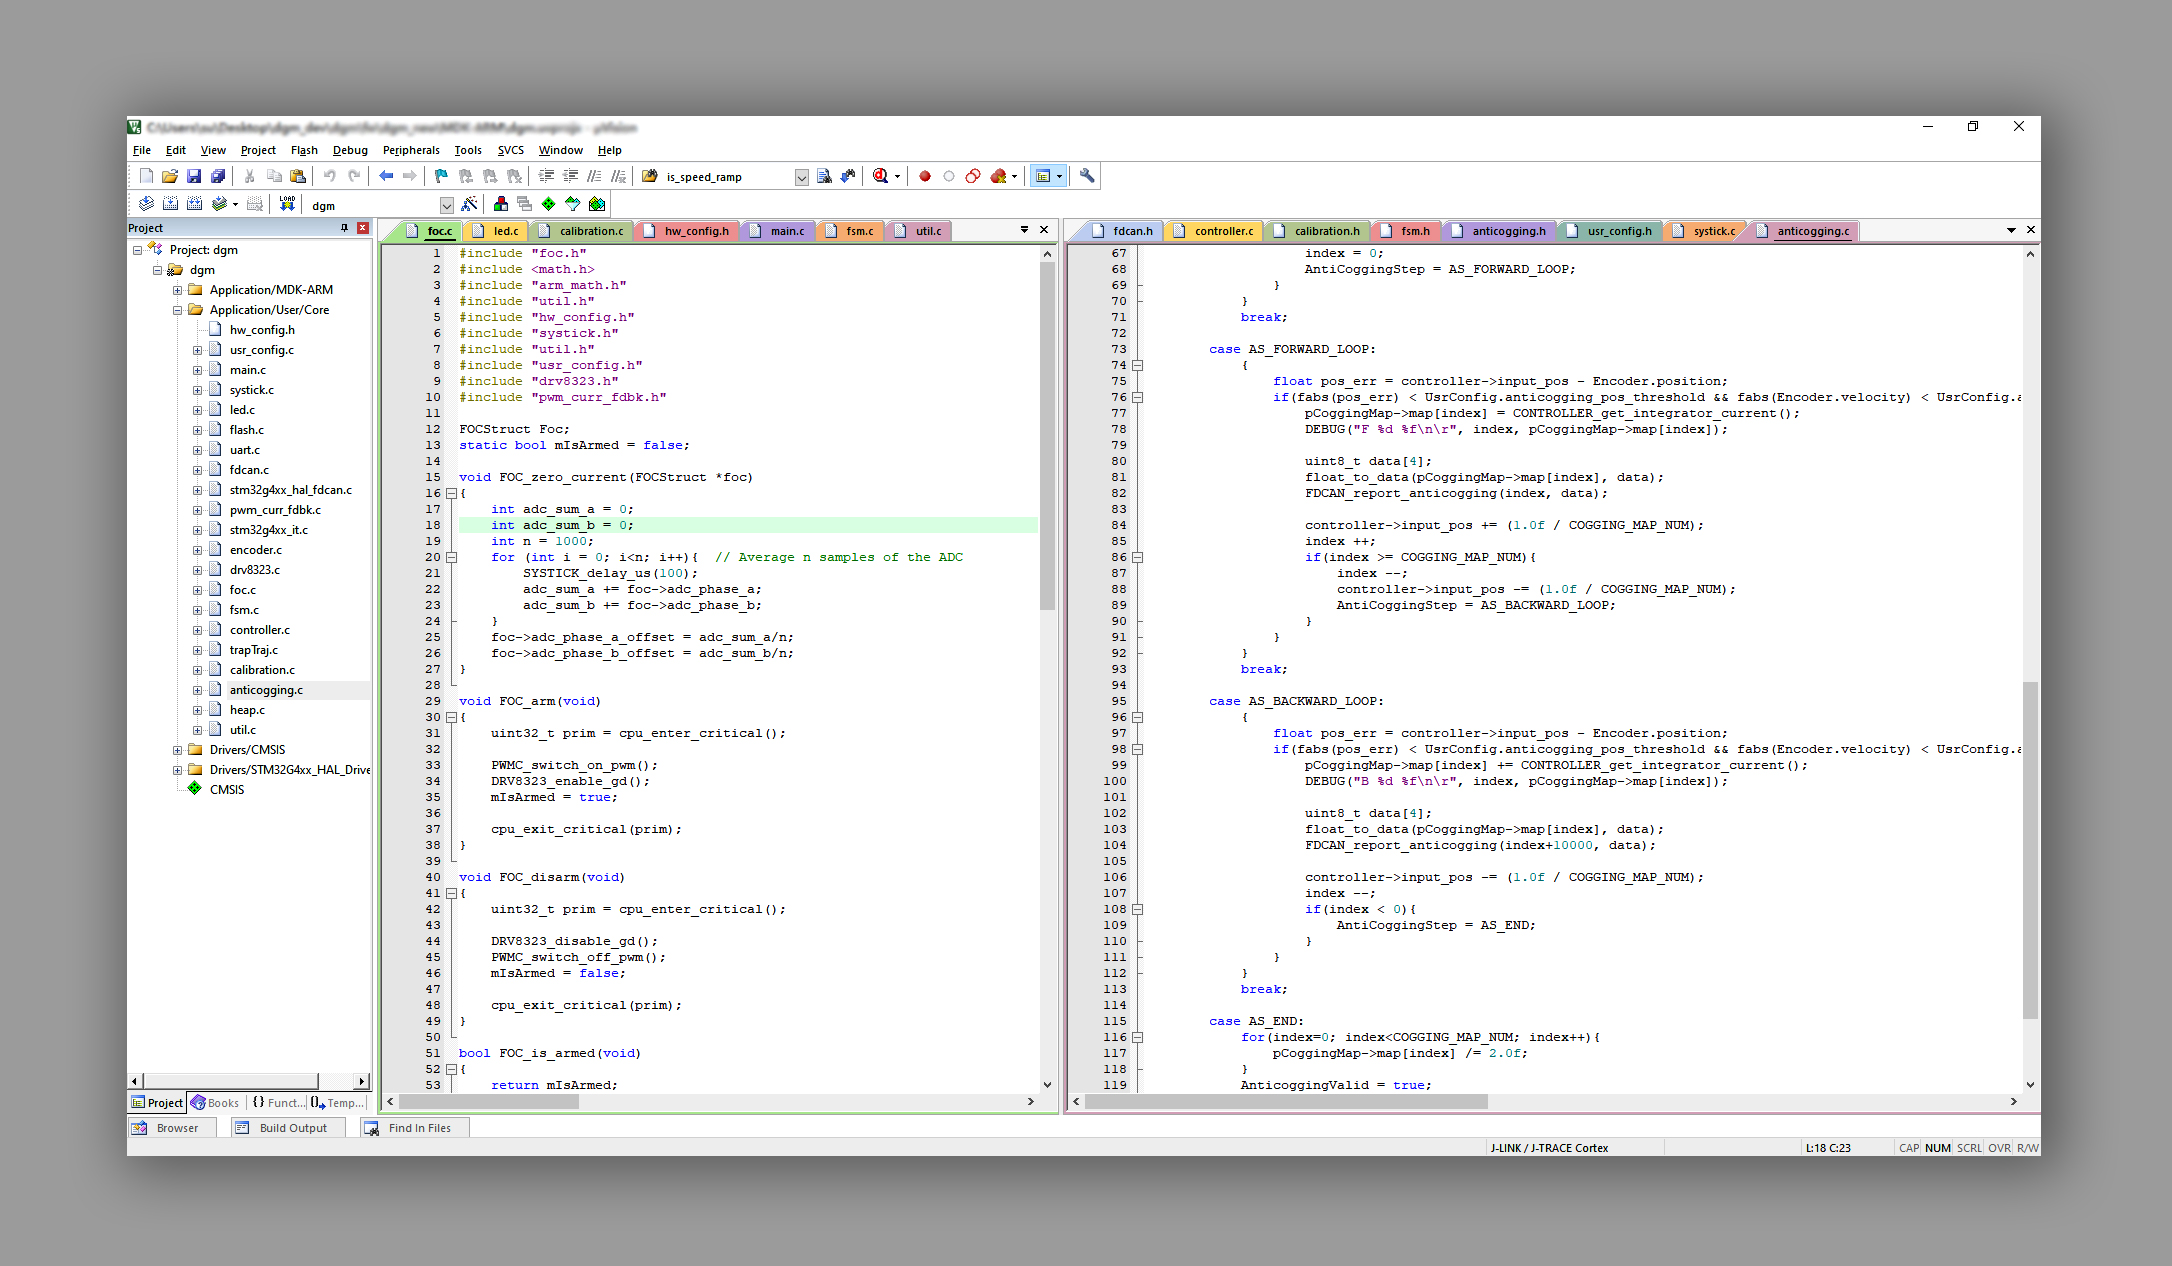 File Edit View Project Flash Debug Peripherals Tools SVCS Window Help
is_speed_ramp
LOAD dgm
Project
Project: dgm
dgm
Application/MDK-ARM
Application/User/Core
hw_config.h
usr_config.c
main.c
systick.c
led.c
flash.c
uart.c
fdcan.c
stm32g4xx_hal_fdcan.c
pwm_curr_fdbk.c
stm32g4xx_it.c
encoder.c
drv8323.c
foc.c
fsm.c
controller.c
trapTraj.c
calibration.c
anticogging.c
heap.c
util.c
Drivers/CMSIS
Drivers/STM32G4xx_HAL_Drive
CMSIS
Project Books {} Funct... Temp...
foc.c led.c calibration.c hw_config.h main.c fsm.c util.c
1 #include "foc.h"
2 #include <math.h>
3 #include "arm_math.h"
4 #include "util.h"
5 #include "hw_config.h"
6 #include "systick.h"
7 #include "util.h"
8 #include "usr_config.h"
9 #include "drv8323.h"
10 #include "pwm_curr_fdbk.h"
11
12 FOCStruct Foc;
13 static bool mIsArmed = false;
14
15 void FOC_zero_current(FOCStruct *foc)
16 {
17     int adc_sum_a = 0;
18     int adc_sum_b = 0;
19     int n = 1000;
20     for (int i = 0; i<n; i++){  // Average n samples of the ADC
21         SYSTICK_delay_us(100);
22         adc_sum_a += foc->adc_phase_a;
23         adc_sum_b += foc->adc_phase_b;
24     }
25     foc->adc_phase_a_offset = adc_sum_a/n;
26     foc->adc_phase_b_offset = adc_sum_b/n;
27 }
28
29 void FOC_arm(void)
30 {
31     uint32_t prim = cpu_enter_critical();
32
33     PWMC_switch_on_pwm();
34     DRV8323_enable_gd();
35     mIsArmed = true;
36
37     cpu_exit_critical(prim);
38 }
39
40 void FOC_disarm(void)
41 {
42     uint32_t prim = cpu_enter_critical();
43
44     DRV8323_disable_gd();
45     PWMC_switch_off_pwm();
46     mIsArmed = false;
47
48     cpu_exit_critical(prim);
49 }
50
51 bool FOC_is_armed(void)
52 {
53     return mIsArmed;
fdcan.h controller.c calibration.h fsm.h anticogging.h usr_config.h systick.c anticogging.c
67                     index = 0;
68                     AntiCoggingStep = AS_FORWARD_LOOP;
69                 }
70             }
71             break;
72
73         case AS_FORWARD_LOOP:
74             {
75                 float pos_err = controller->input_pos - Encoder.position;
76                 if(fabs(pos_err) < UsrConfig.anticogging_pos_threshold && fabs(Encoder.velocity) < UsrConfig.a
77                     pCoggingMap->map[index] = CONTROLLER_get_integrator_current();
78                     DEBUG("F %d %f\n\r", index, pCoggingMap->map[index]);
79
80                     uint8_t data[4];
81                     float_to_data(pCoggingMap->map[index], data);
82                     FDCAN_report_anticogging(index, data);
83
84                     controller->input_pos += (1.0f / COGGING_MAP_NUM);
85                     index ++;
86                     if(index >= COGGING_MAP_NUM){
87                         index --;
88                         controller->input_pos -= (1.0f / COGGING_MAP_NUM);
89                         AntiCoggingStep = AS_BACKWARD_LOOP;
90                     }
91                 }
92             }
93             break;
94
95         case AS_BACKWARD_LOOP:
96             {
97                 float pos_err = controller->input_pos - Encoder.position;
98                 if(fabs(pos_err) < UsrConfig.anticogging_pos_threshold && fabs(Encoder.velocity) < UsrConfig.a
99                     pCoggingMap->map[index] += CONTROLLER_get_integrator_current();
100                     DEBUG("B %d %f\n\r", index, pCoggingMap->map[index]);
101
102                     uint8_t data[4];
103                     float_to_data(pCoggingMap->map[index], data);
104                     FDCAN_report_anticogging(index+10000, data);
105
106                     controller->input_pos -= (1.0f / COGGING_MAP_NUM);
107                     index --;
108                     if(index < 0){
109                         AntiCoggingStep = AS_END;
110                     }
111                 }
112             }
113             break;
114
115         case AS_END:
116             for(index=0; index<COGGING_MAP_NUM; index++){
117                 pCoggingMap->map[index] /= 2.0f;
118             }
119             AnticoggingValid = true;
Browser Build Output Find In Files
J-LINK / J-TRACE Cortex L:18 C:23 CAP NUM SCRL OVR R/W